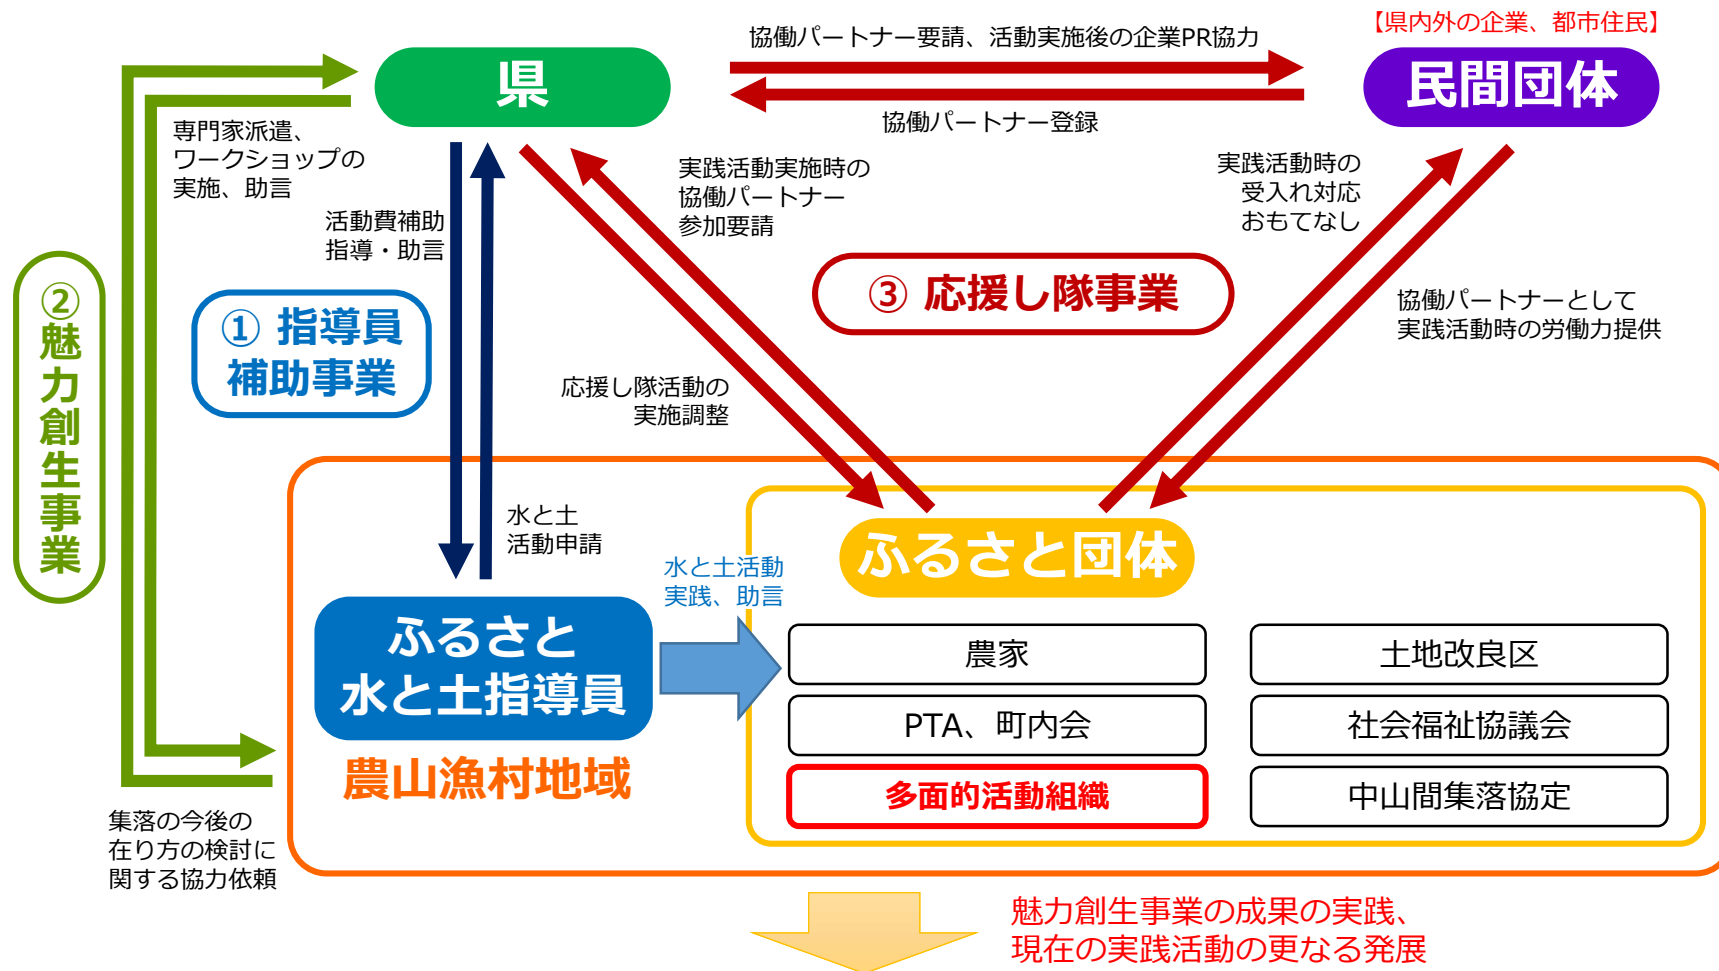 【県内外の企業、都市住民】
協働パートナー要請、活動実施後の企業PR協力
県
民間団体
協働パートナー登録
専門家派遣、
ワークショップの
実施、助言
実践活動実施時の
協働パートナー
参加要請
実践活動時の
受入れ対応
おもてなし
活動費補助
指導・助言
②
魅力創生事業
① 指導員
補助事業
③ 応援し隊事業
協働パートナーとして
実践活動時の労働力提供
応援し隊活動の
実施調整
水と土
活動申請
水と土活動
実践、助言
ふるさと団体
ふるさと
水と土指導員
農山漁村地域
農家
土地改良区
PTA、町内会
社会福祉協議会
多面的活動組織
中山間集落協定
集落の今後の
在り方の検討に
関する協力依頼
魅力創生事業の成果の実践、
現在の実践活動の更なる発展